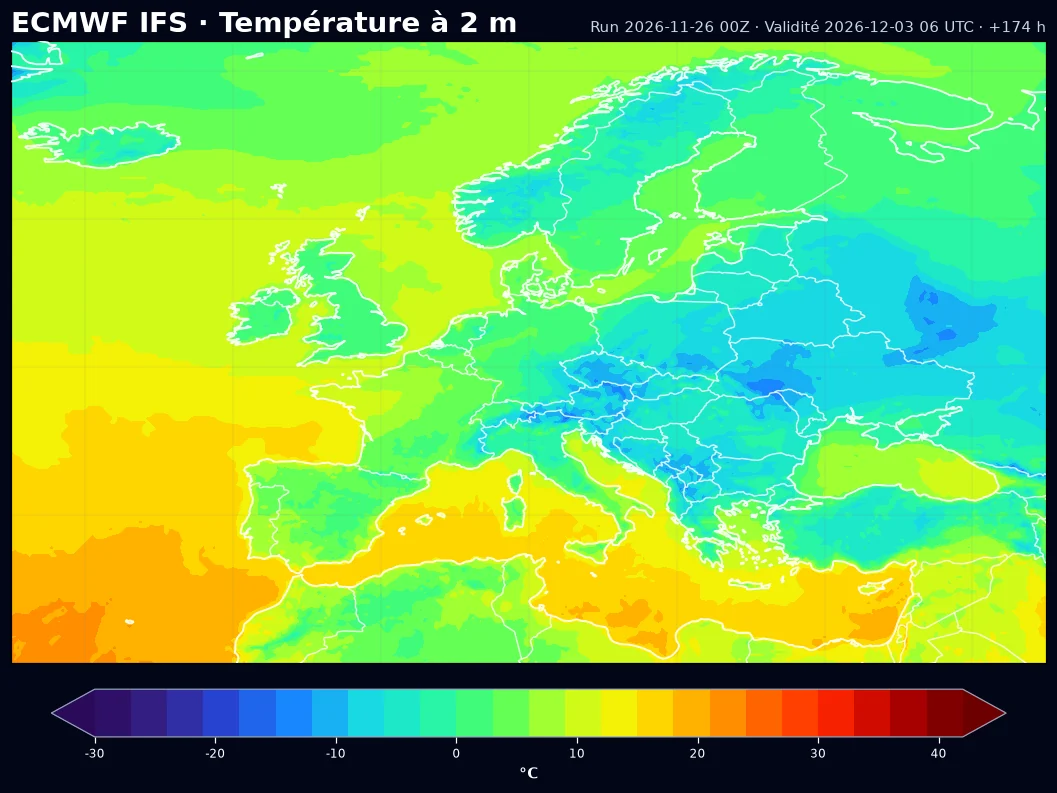 ECMWF IFS · Température à 2 m
Run 2026-11-26 00Z · Validité 2026-12-03 06 UTC · +174 h
-30 -20 -10 0 10 20 30 40
°C